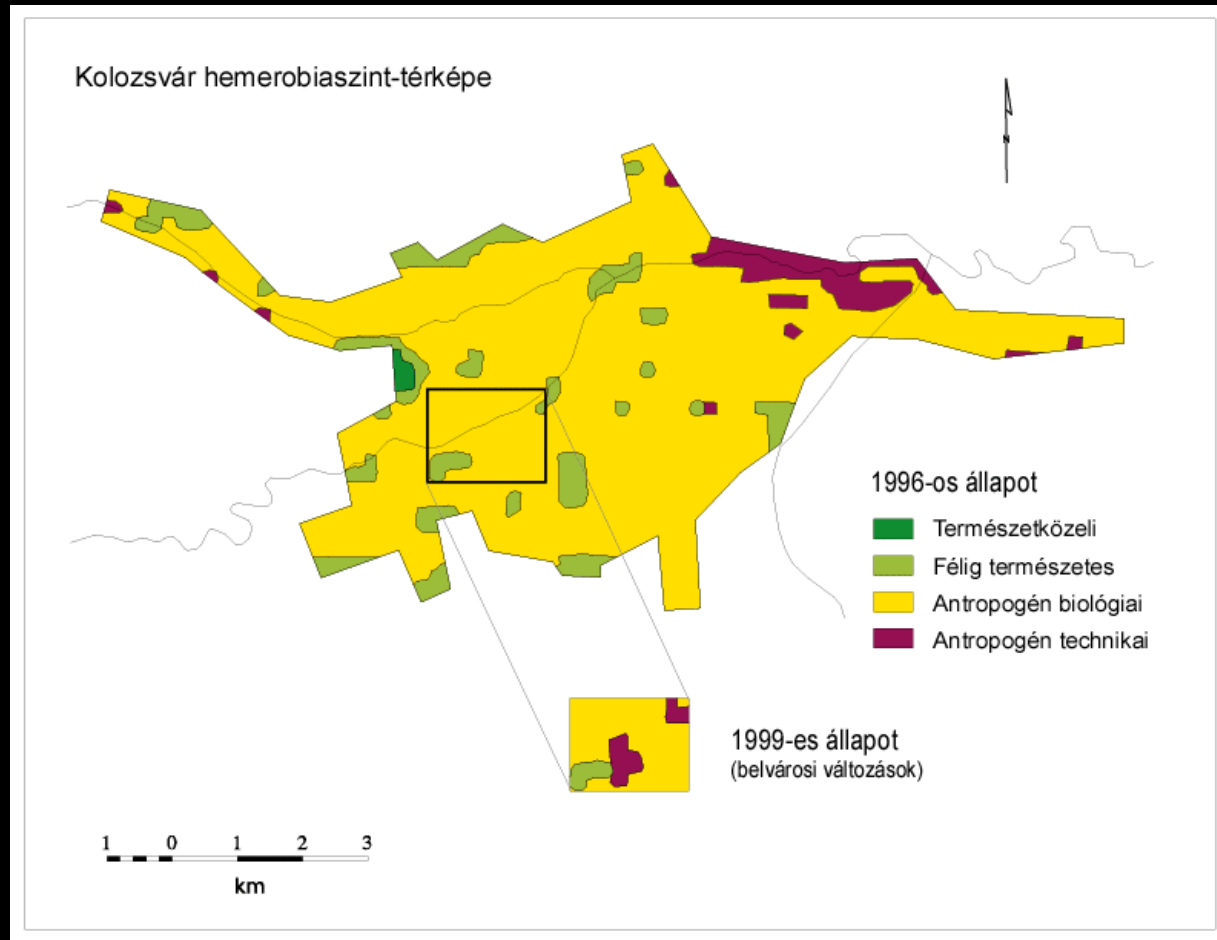 Kolozsvár hemerobiaszint-térképe
N
1996-os állapot
Természetközeli
Félig természetes
Antropogén biológiai
Antropogén technikai
1999-es állapot
(belvárosi változások)
1 0 1 2 3
km